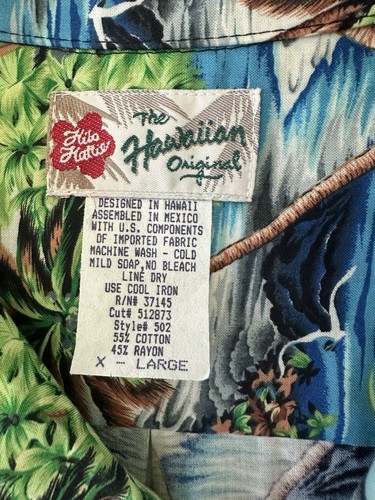 The
Hilo
Hattie
Hawaiian
Original
DESIGNED IN HAWAII
ASSEMBLED IN MEXICO
WITH U.S. COMPONENTS
OF IMPORTED FABRIC
MACHINE WASH - COLD
MILD SOAP,NO BLEACH
LINE DRY
USE COOL IRON
R/N# 37145
Cut# 512873
Style# 502
55% COTTON
45% RAYON
X - LARGE